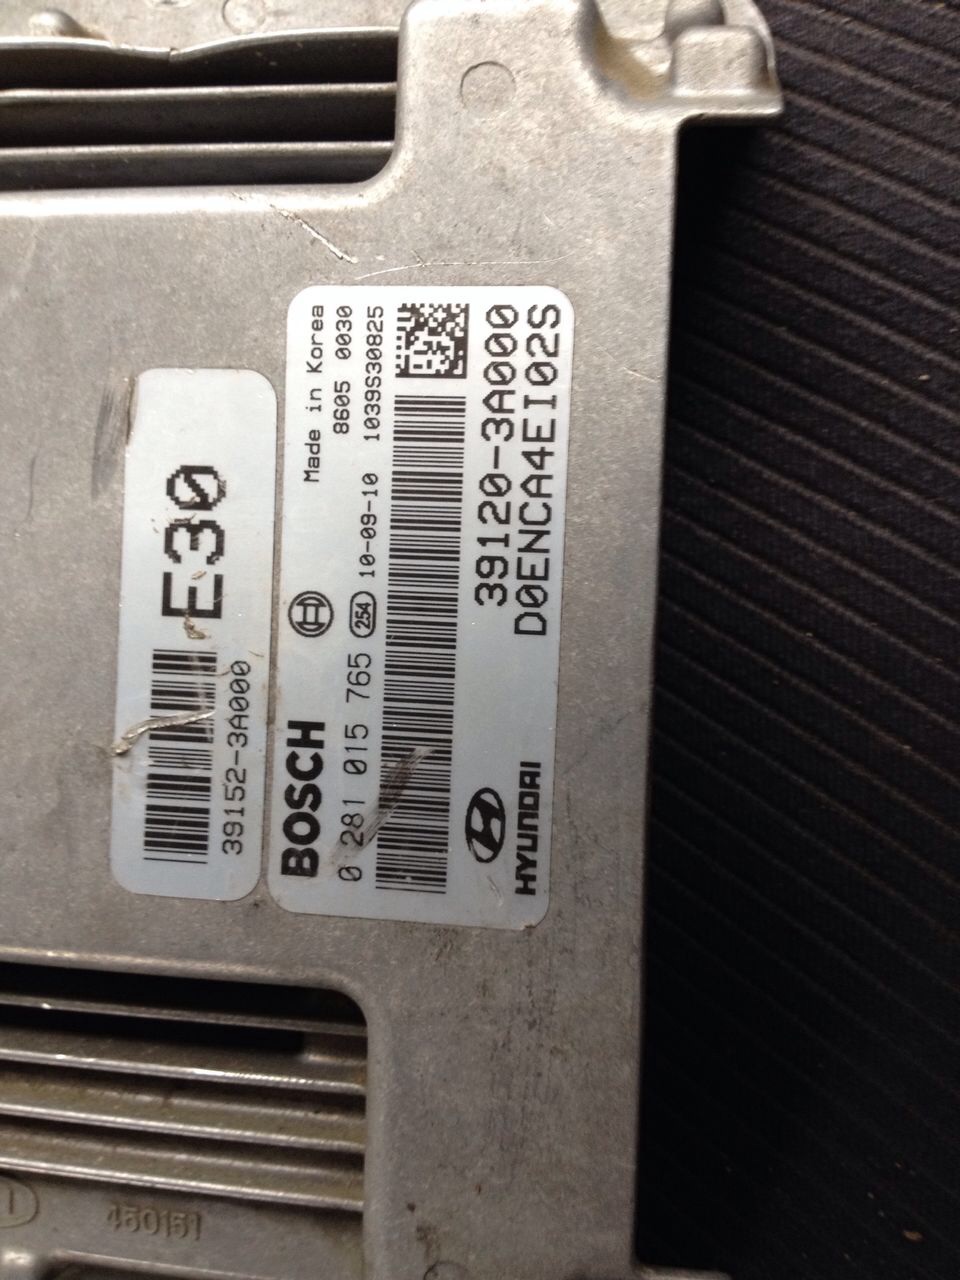 E30
39152-3A000
BOSCH
Made in Korea
8605 0030
0 281 015 765 254 10-09-10 1039S30825
39120-3A000
HYUNDAI D0ENCA4EI02S
450151